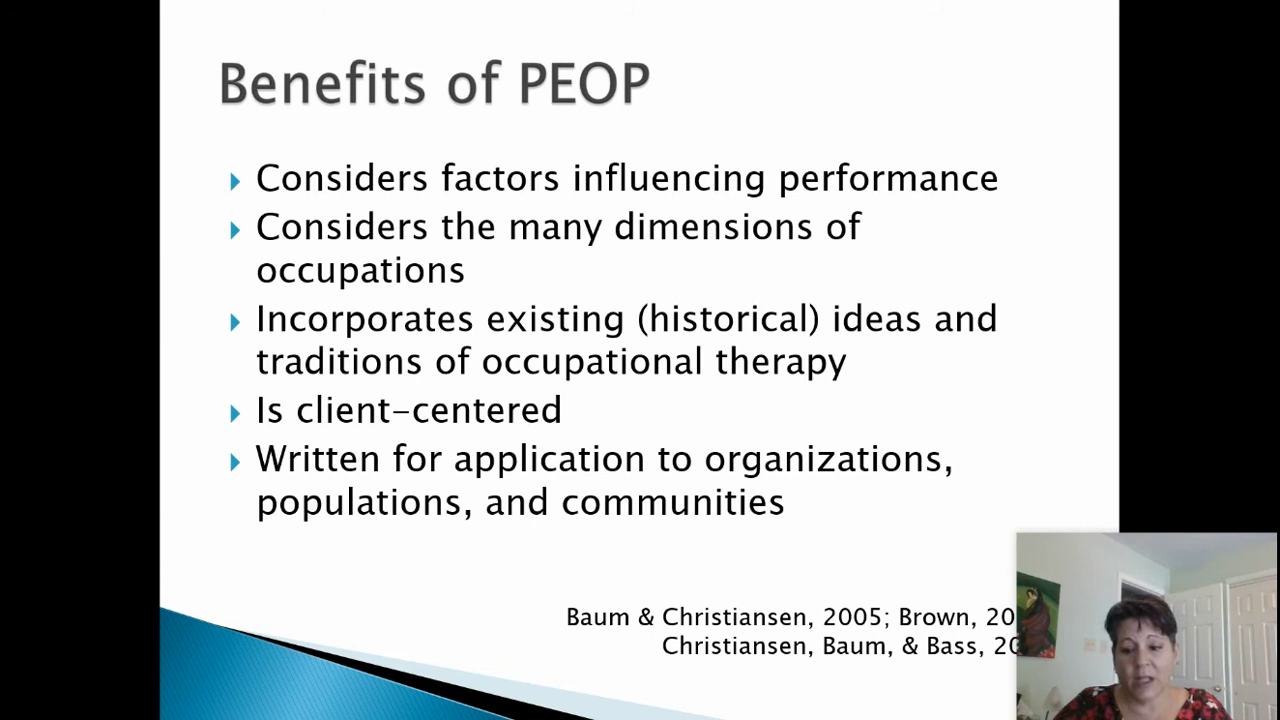 Benefits of PEOP
Considers factors influencing performance
Considers the many dimensions of
occupations
Incorporates existing (historical) ideas and
traditions of occupational therapy
Is client-centered
Written for application to organizations,
populations, and communities
Baum & Christiansen, 2005; Brown,
Christiansen, Baum, & Bass,